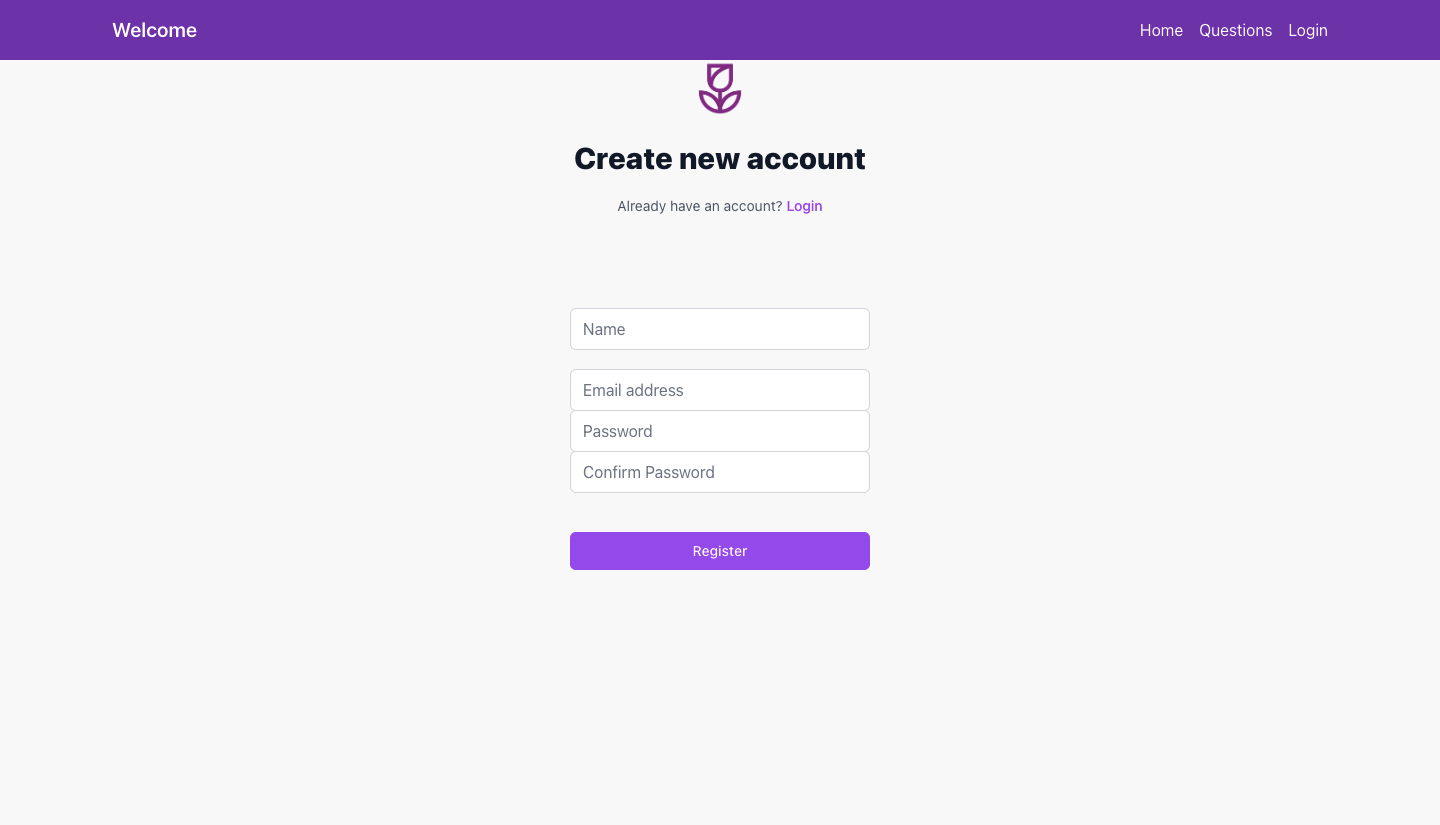 Welcome
Home Questions Login
Create new account
Already have an account? Login
Name
Email address
Password
Confirm Password
Register